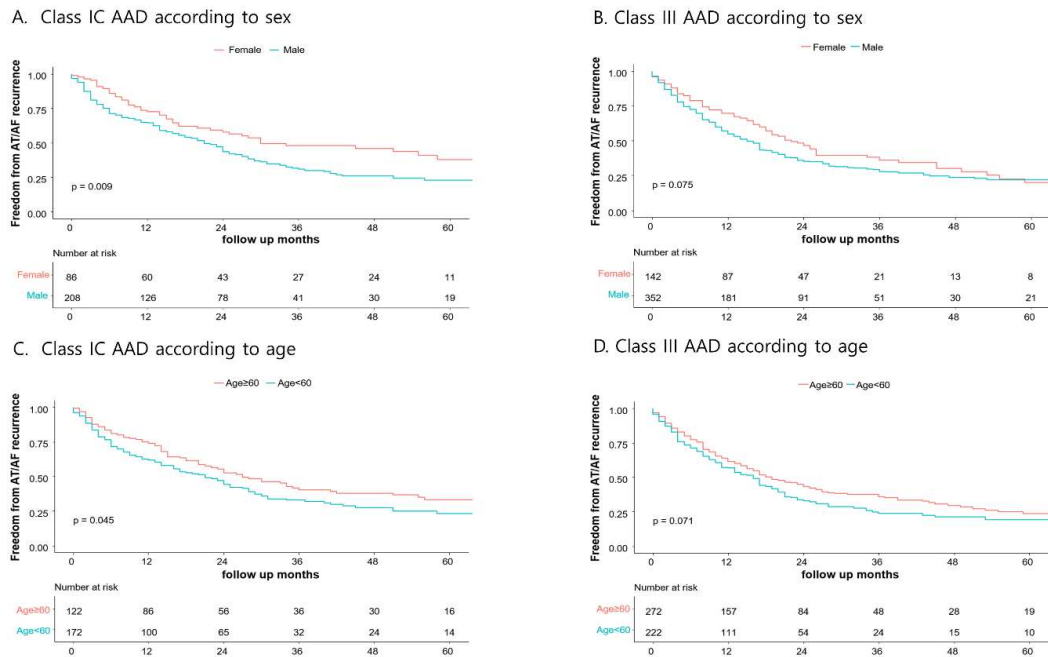 A. Class IC AAD according to sex
Female Male
Freedom from AT/AF recurrence
1.00
0.75
0.50
0.25
0.00
p = 0.009
0 12 24 36 48 60
follow up months
Number at risk
Female 86 60 43 27 24 11
Male 208 126 78 41 30 19
0 12 24 36 48 60
B. Class III AAD according to sex
Female Male
Freedom from AT/AF recurrence
1.00
0.75
0.50
0.25
0.00
p = 0.075
0 12 24 36 48 60
follow up months
Number at risk
Female 142 87 47 21 13 8
Male 352 181 91 51 30 21
0 12 24 36 48 60
C. Class IC AAD according to age
Age≥60 Age<60
Freedom from AT/AF recurrence
1.00
0.75
0.50
0.25
0.00
p = 0.045
0 12 24 36 48 60
follow up months
Number at risk
Age≥60 122 86 56 36 30 16
Age<60 172 100 65 32 24 14
0 12 24 36 48 60
D. Class III AAD according to age
Age≥60 Age<60
Freedom from AT/AF recurrence
1.00
0.75
0.50
0.25
0.00
p = 0.071
0 12 24 36 48 60
follow up months
Number at risk
Age≥60 272 157 84 48 28 19
Age<60 222 111 54 24 15 10
0 12 24 36 48 60